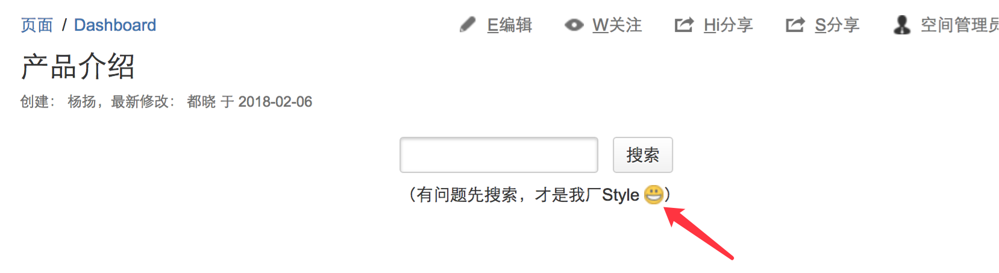 页面 / Dashboard
E编辑 W关注 Hi分享 S分享 空间管理员
产品介绍
创建： 杨扬，最新修改： 都晓 于 2018-02-06
搜索
（有问题先搜索，才是我厂Style 😀）